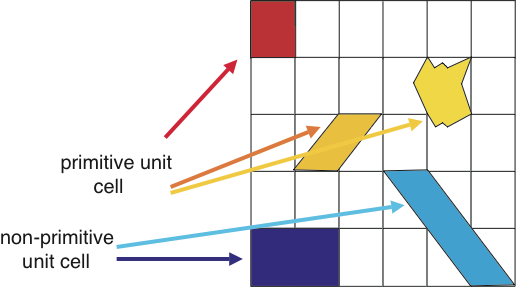 primitive unit
cell
non-primitive
unit cell